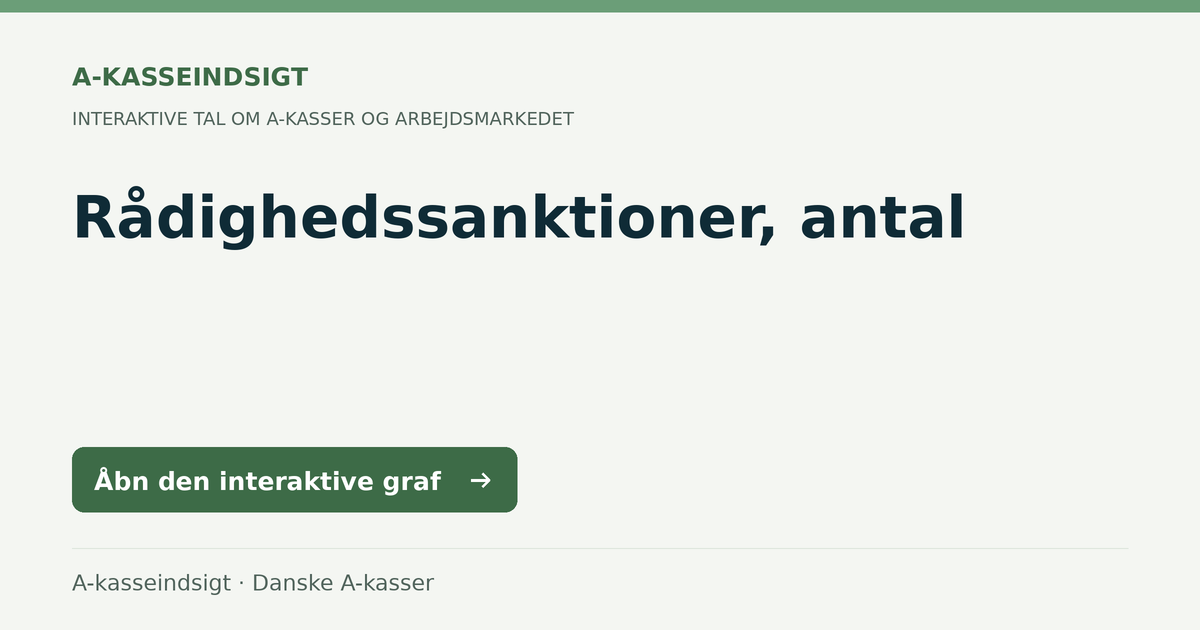 A-KASSEINDSIGT
INTERAKTIVE TAL OM A-KASSER OG ARBEJDSMARKEDET
Rådighedssanktioner, antal
Åbn den interaktive graf →
A-kasseindsigt · Danske A-kasser